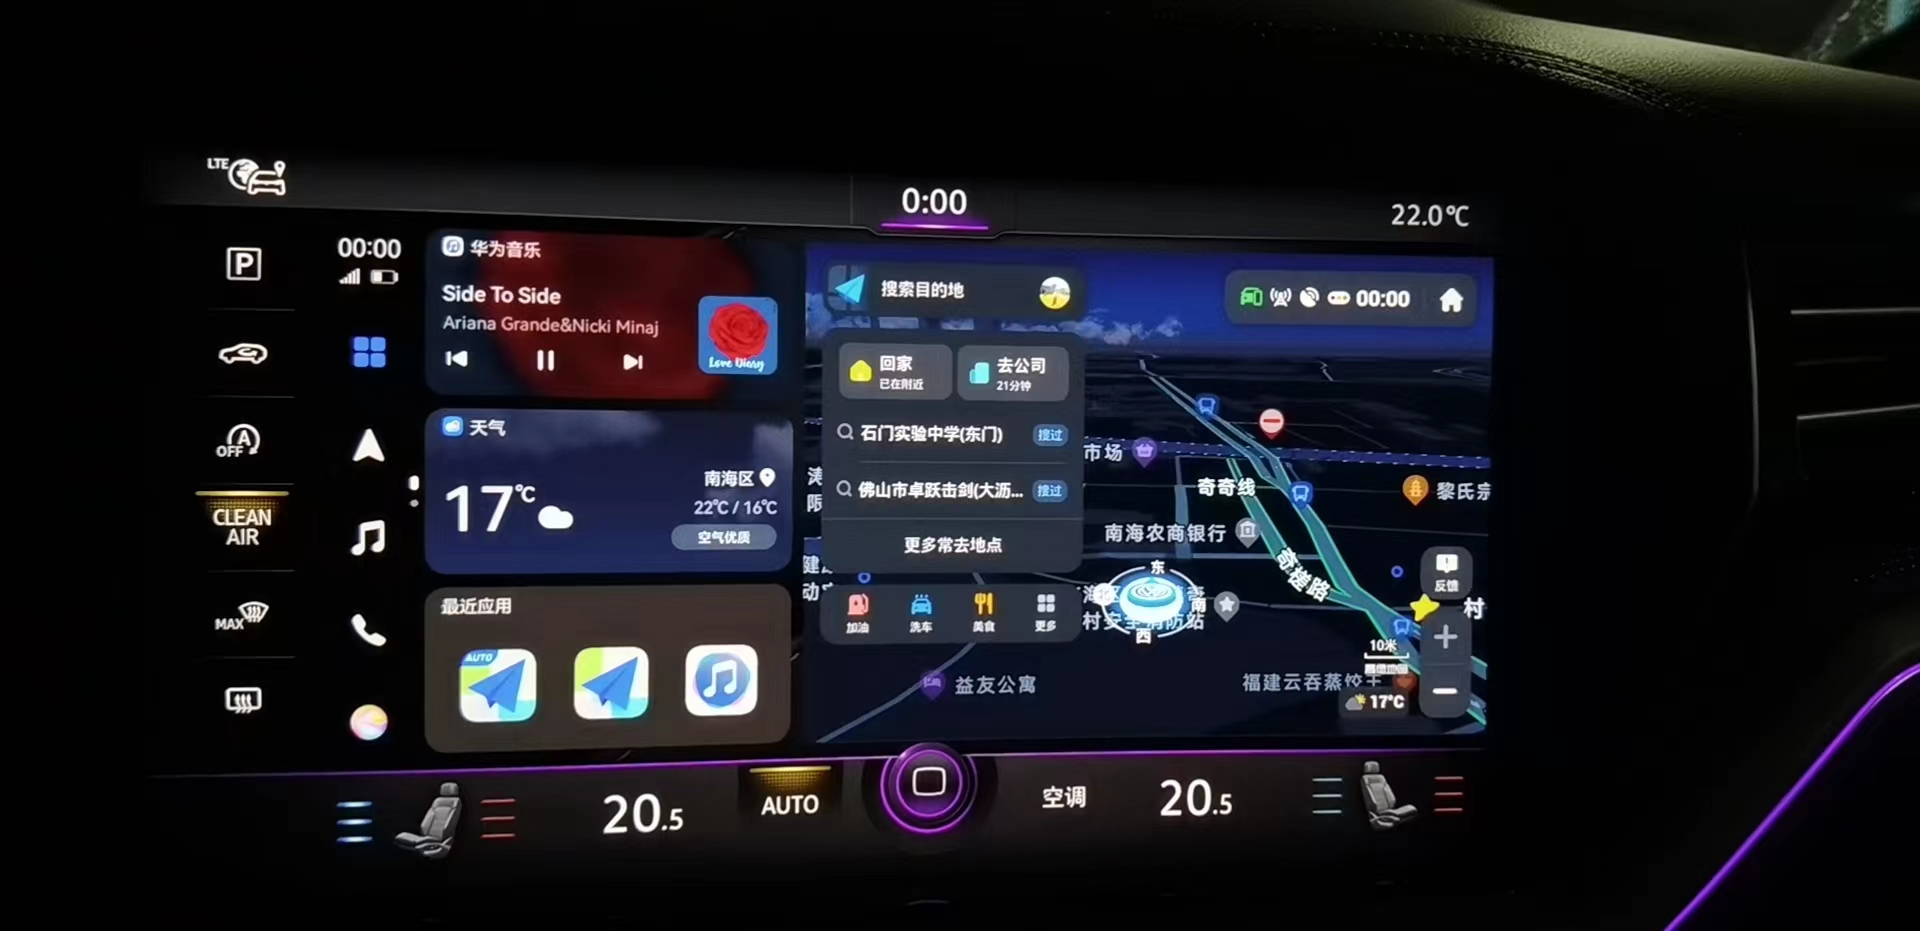 LTE
0:00
22.0℃
P
A
OFF
CLEAN
AIR
MAX
00:00
华为音乐
Side To Side
Ariana Grande&Nicki Minaj
Love Diary
天气
17℃
南海区
22℃ / 16℃
空气优质
最近应用
AUTO
搜索目的地
00:00
回家
已在附近
去公司
21分钟
石门实验中学(东门)
搜过
佛山市卓跃击剑(大沥...
搜过
更多常去地点
加油
洗车
美食
更多
市场
奇奇线
黎氏宗
南海农商银行
奇槎路
东
南
西
反馈
村
10米
益友公寓
福建云吞蒸饺王
17°C
20.5
AUTO
空调
20.5